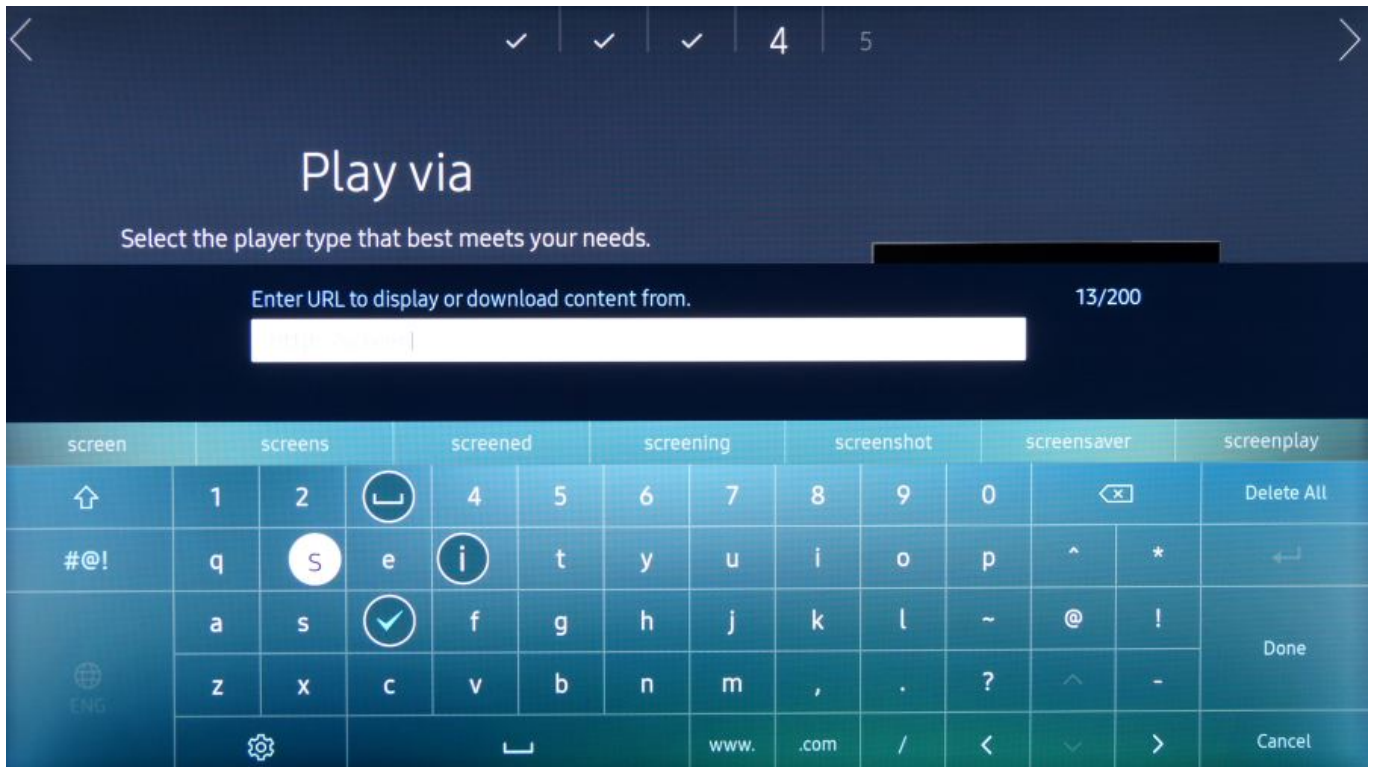 4 5
Play via
Select the player type that best meets your needs.
Enter URL to display or download content from. 13/200
screen screens screened screening screenshot screensaver screenplay
1 2 4 5 6 7 8 9 0 Delete All
#@! q s e i t y u i o p ^ *
a s f g h j k l ~ @ !
Done
z x c v b n m , . ? -
ENG
www. .com / < > Cancel